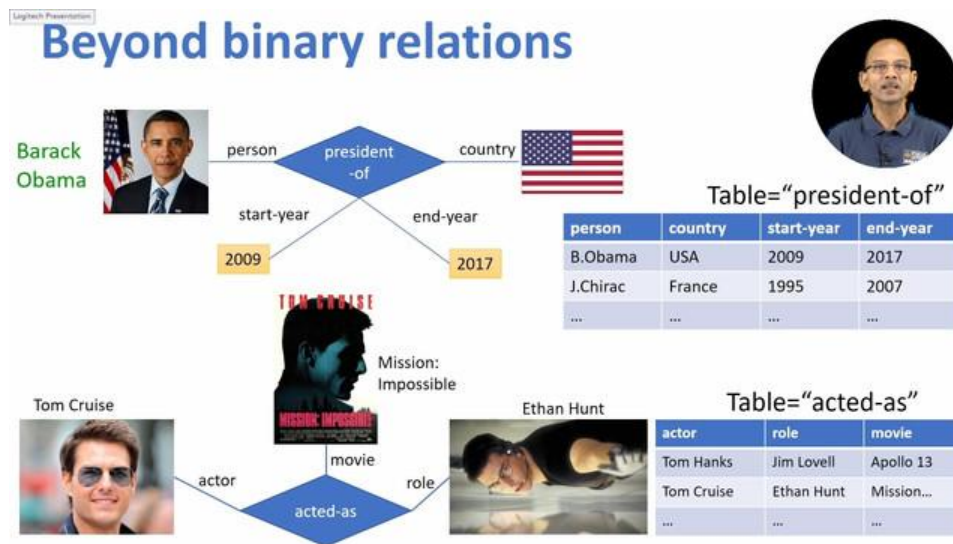 Logitech Presentation
Beyond binary relations
Barack
Obama
person
president
-of
country
start-year
end-year
2009
2017
Table="president-of"
person country start-year end-year
B.Obama USA 2009 2017
J.Chirac France 1995 2007
... ... ... ...
TOM CRUISE
MISSION: IMPOSSIBLE
Mission:
Impossible
Tom Cruise
Ethan Hunt
actor
movie
role
acted-as
Table="acted-as"
actor role movie
Tom Hanks Jim Lovell Apollo 13
Tom Cruise Ethan Hunt Mission...
... ... ...